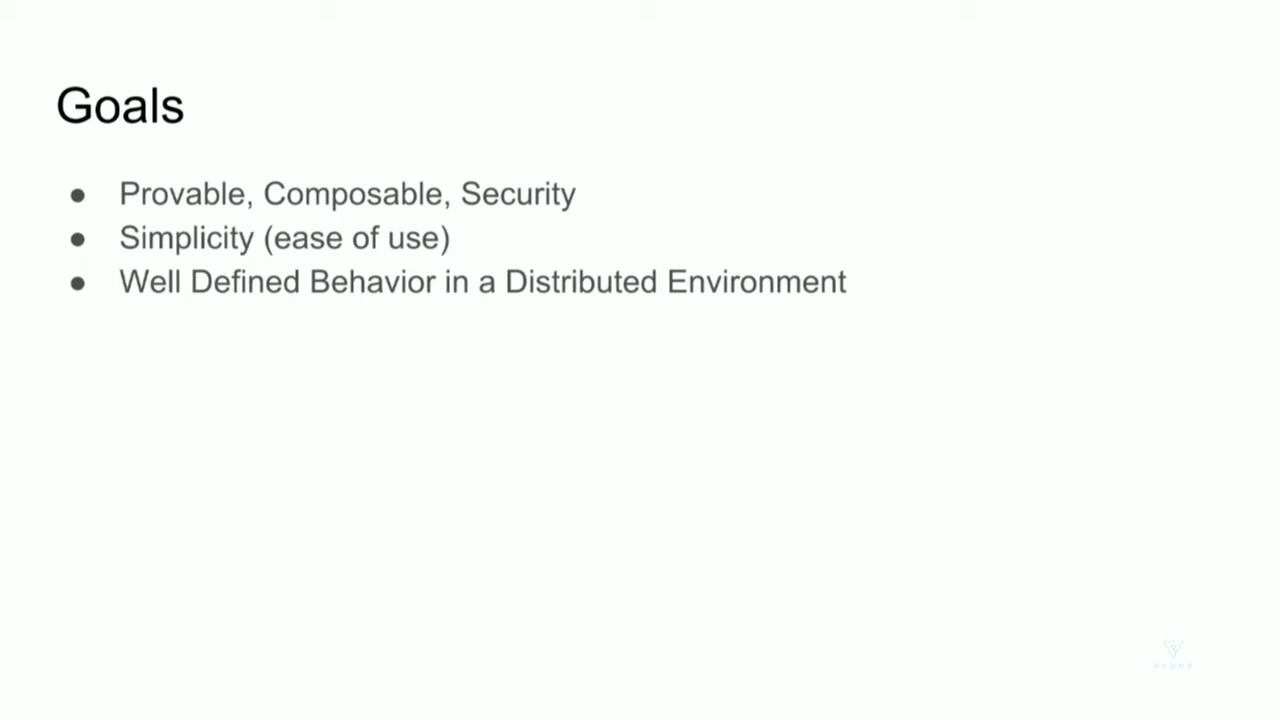 Goals
● Provable, Composable, Security
● Simplicity (ease of use)
● Well Defined Behavior in a Distributed Environment